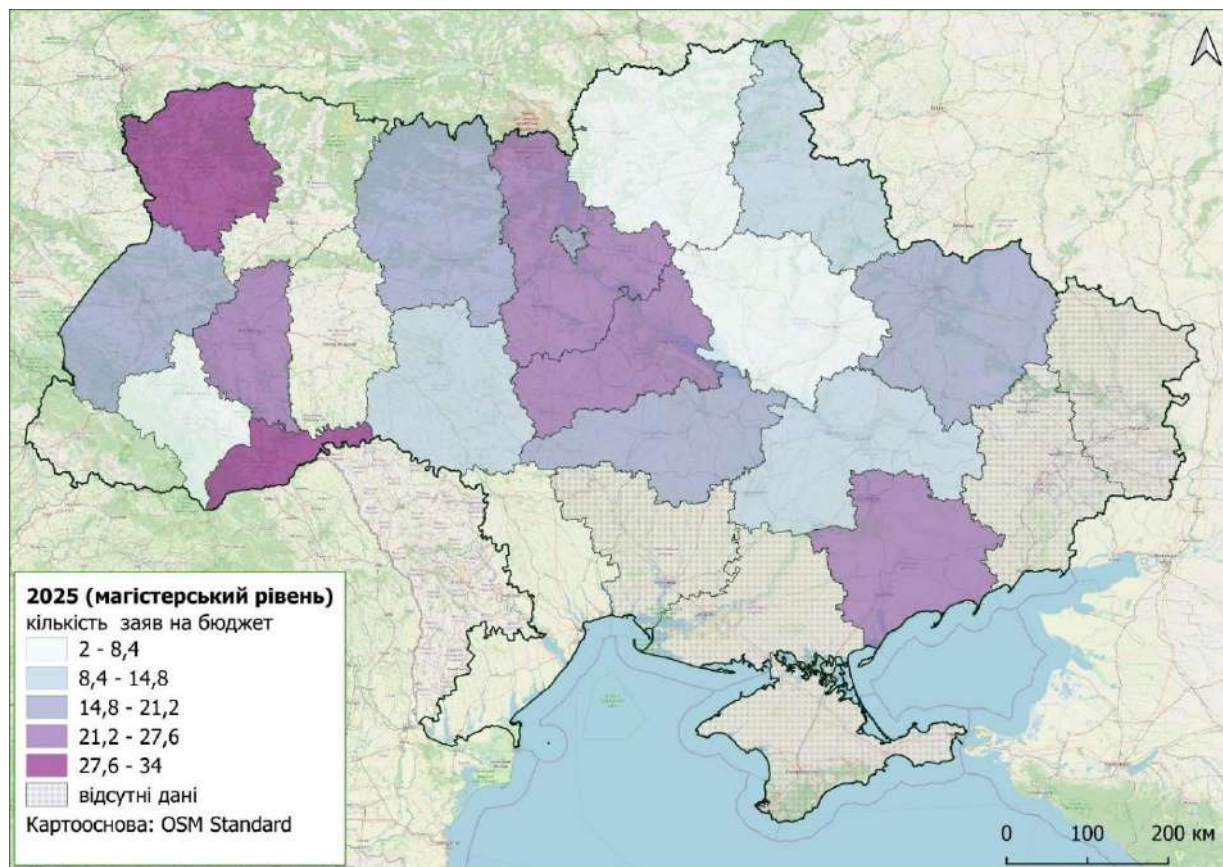 2025 (магістерський рівень)
кількість заяв на бюджет
2 - 8,4
8,4 - 14,8
14,8 - 21,2
21,2 - 27,6
27,6 - 34
відсутні дані
Картооснова: OSM Standard
0 100 200 км